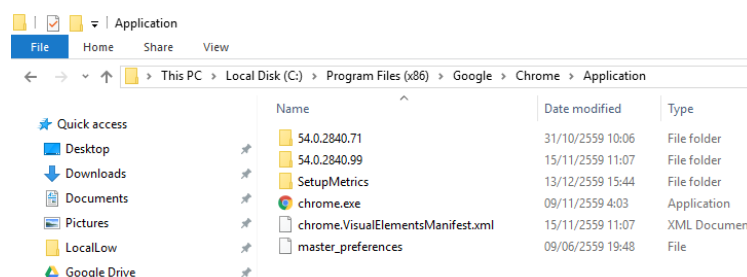 Application
File Home Share View
This PC > Local Disk (C:) > Program Files (x86) > Google > Chrome > Application
Name Date modified Type
Quick access
Desktop
Downloads
Documents
Pictures
LocalLow
Google Drive
54.0.2840.71 31/10/2559 10:06 File folder
54.0.2840.99 15/11/2559 11:07 File folder
SetupMetrics 13/12/2559 15:44 File folder
chrome.exe 09/11/2559 4:03 Application
chrome.VisualElementsManifest.xml 15/11/2559 11:07 XML Documen
master_preferences 09/06/2559 19:48 File